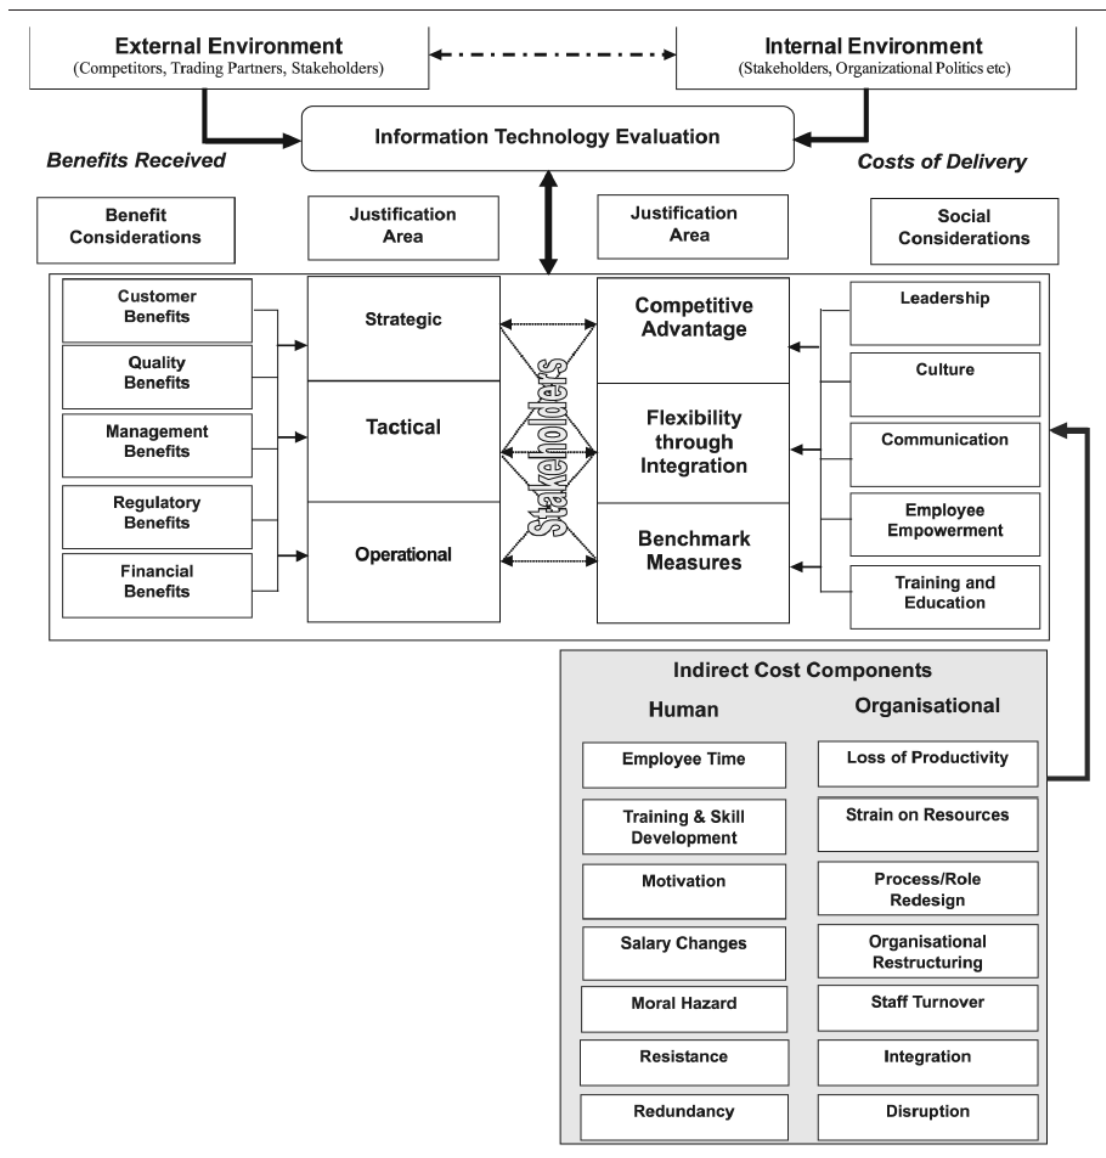 External Environment
(Competitors, Trading Partners, Stakeholders)
Internal Environment
(Stakeholders, Organizational Politics etc)
Information Technology Evaluation
Benefits Received
Costs of Delivery
Benefit
Considerations
Justification
Area
Justification
Area
Social
Considerations
Customer
Benefits
Quality
Benefits
Management
Benefits
Regulatory
Benefits
Financial
Benefits
Strategic
Tactical
Operational
Stakeholders
Competitive
Advantage
Flexibility
through
Integration
Benchmark
Measures
Leadership
Culture
Communication
Employee
Empowerment
Training and
Education
Indirect Cost Components
Human
Organisational
Employee Time
Loss of Productivity
Training & Skill
Development
Strain on Resources
Motivation
Process/Role
Redesign
Salary Changes
Organisational
Restructuring
Moral Hazard
Staff Turnover
Resistance
Integration
Redundancy
Disruption